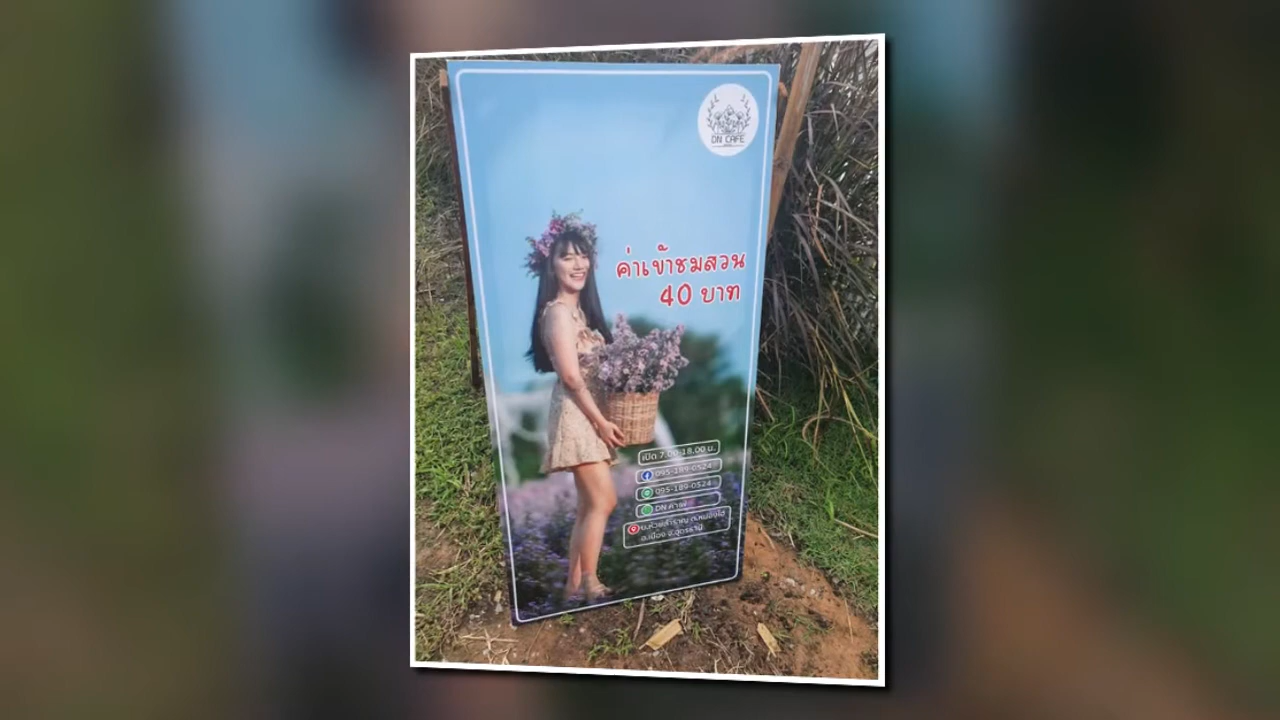 DN CAFE
ค่าเข้าชมสวน
40 บาท
เปิด 7.00-18.00 น.
095-189-0524
095-189-0524
DN คาเฟ่
อ.เมือง จ.อุดรธานี